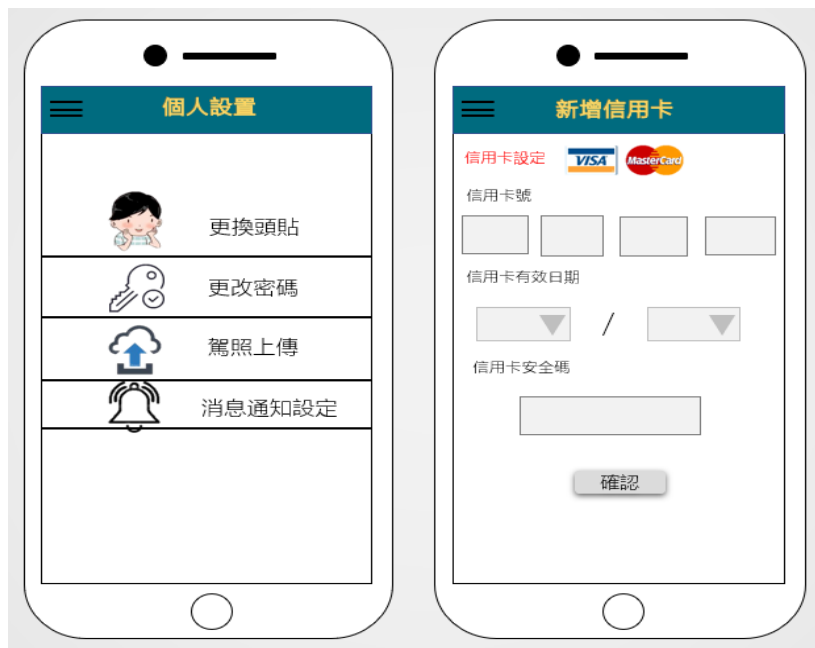 個人設置
更換頭貼
更改密碼
駕照上傳
消息通知設定
新增信用卡
信用卡設定 VISA MasterCard
信用卡號
信用卡有效日期
/
信用卡安全碼
確認